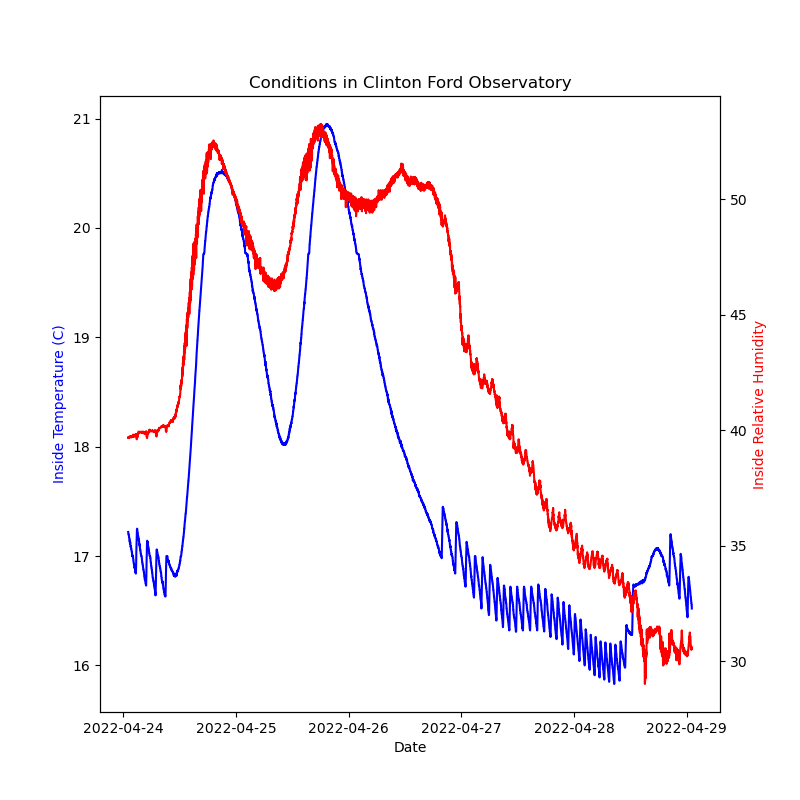 Conditions in Clinton Ford Observatory
21
20
19
18
17
16
Inside Temperature (C)
50
45
40
35
30
Inside Relative Humidity
2022-04-24 2022-04-25 2022-04-26 2022-04-27 2022-04-28 2022-04-29
Date